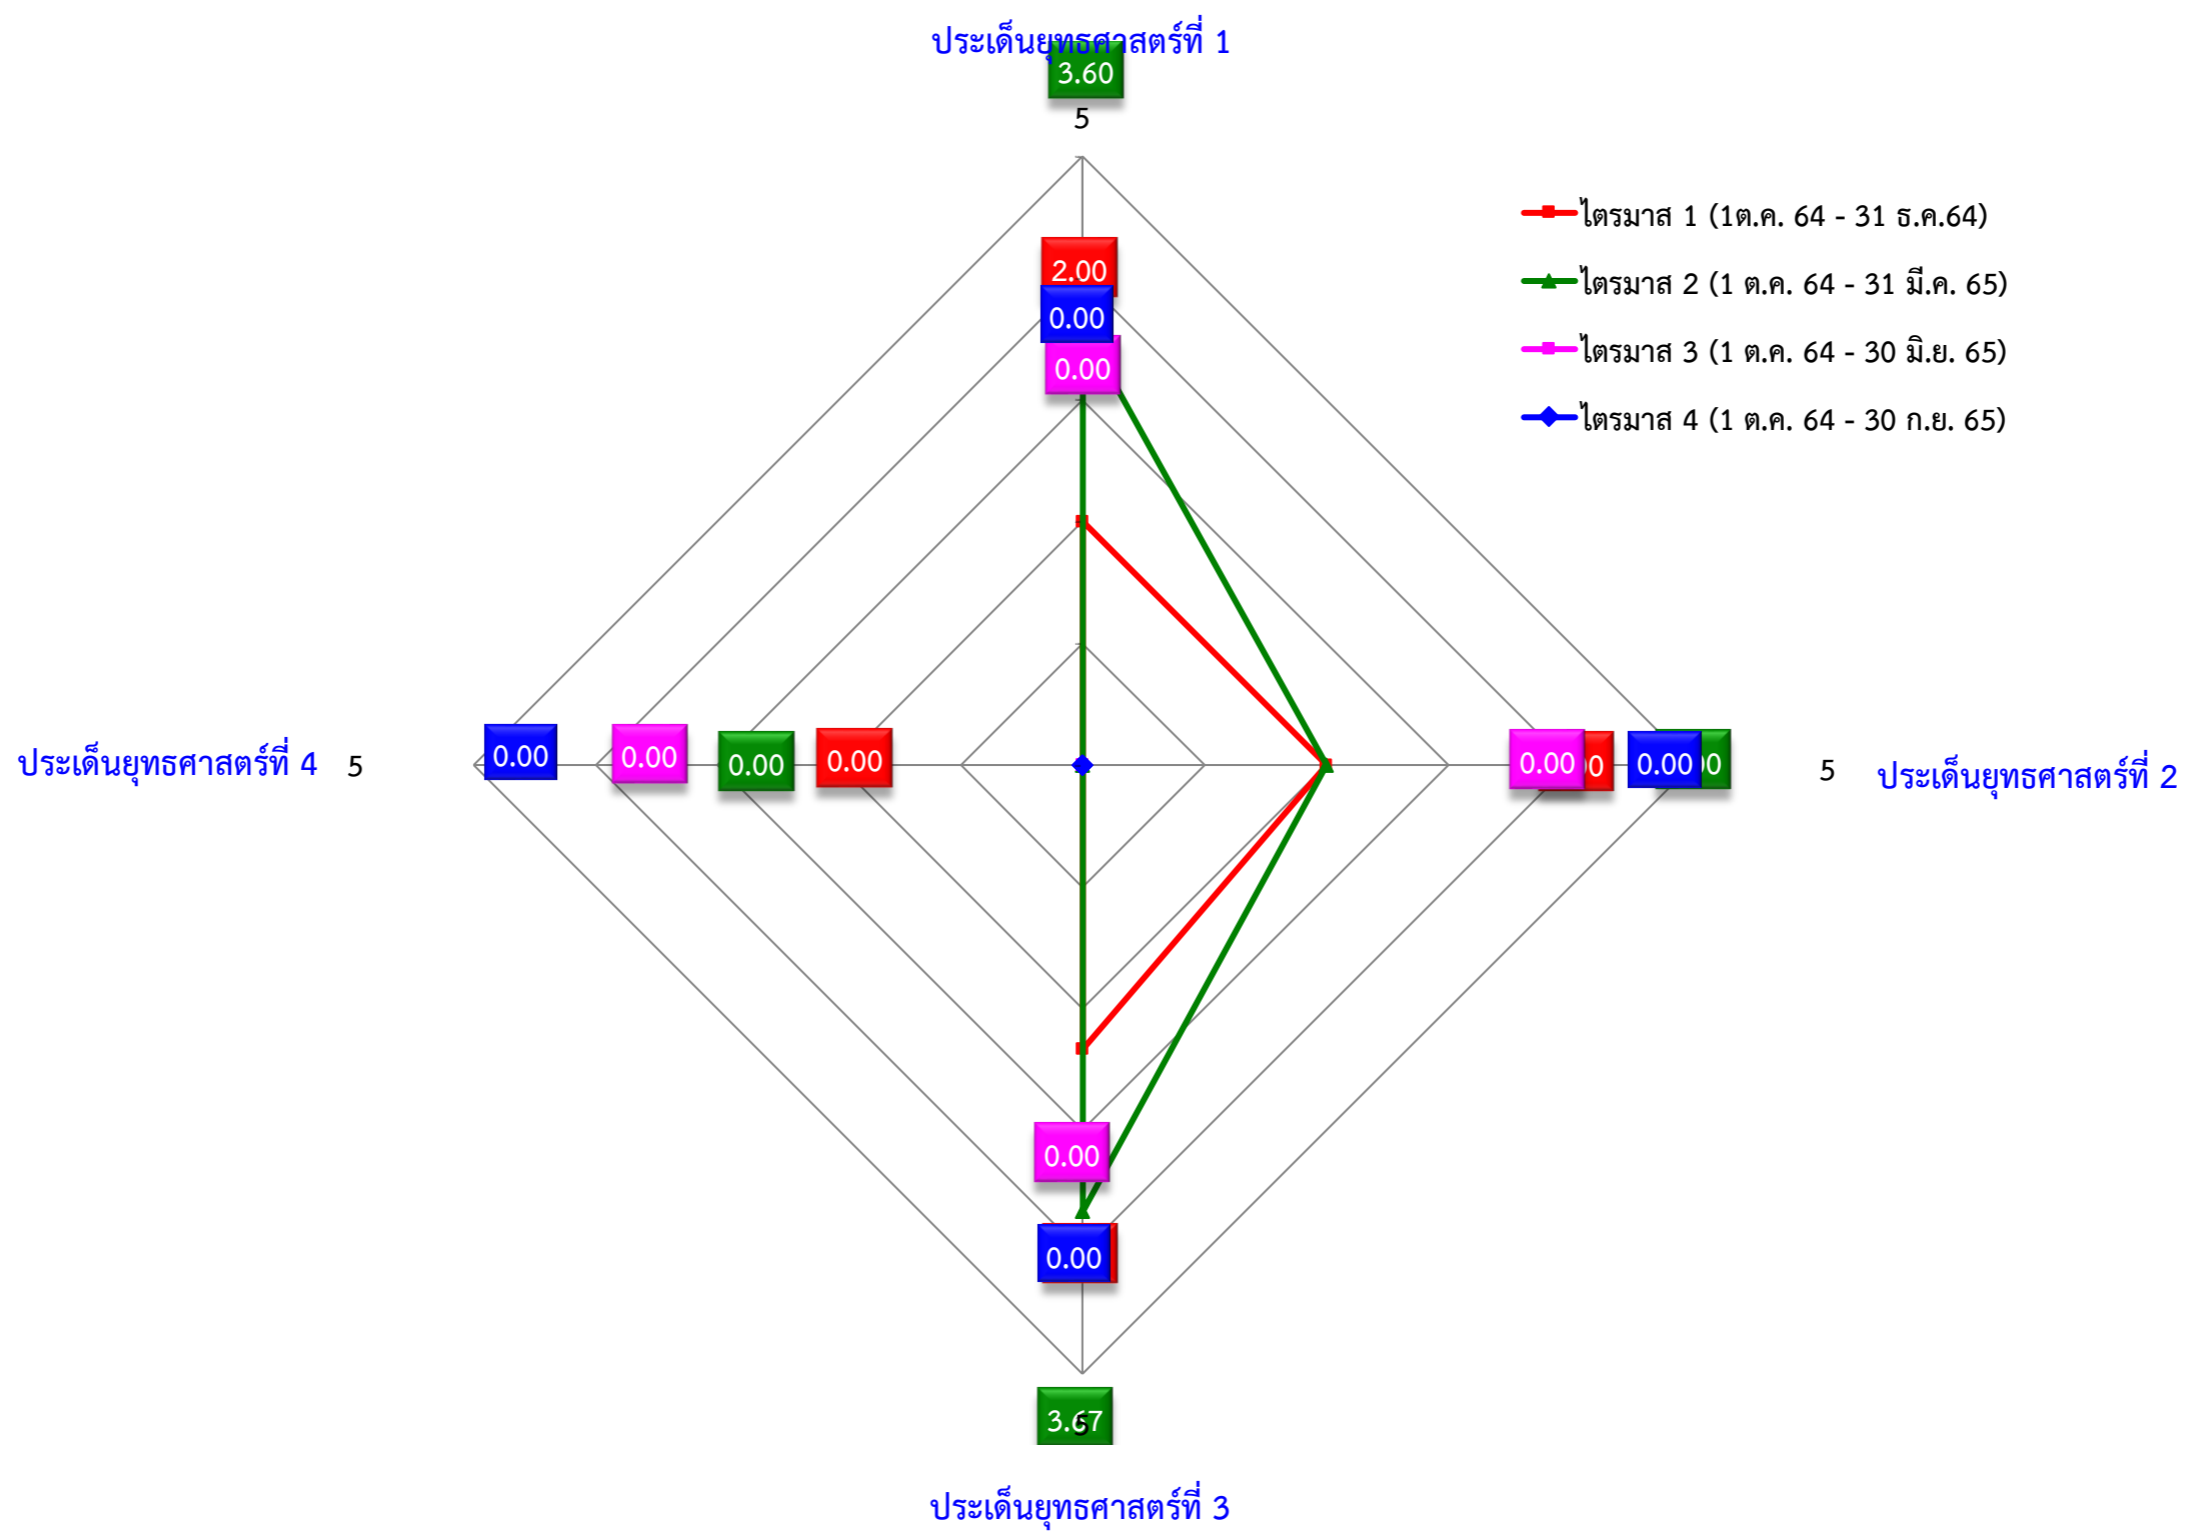 ประเด็นยุทธศาสตร์ที่ 1
3.60
5
ไตรมาส 1 (1ต.ค. 64 - 31 ธ.ค.64)
2.00
ไตรมาส 2 (1 ต.ค. 64 - 31 มี.ค. 65)
0.00
ไตรมาส 3 (1 ต.ค. 64 - 30 มิ.ย. 65)
0.00
ไตรมาส 4 (1 ต.ค. 64 - 30 ก.ย. 65)
ประเด็นยุทธศาสตร์ที่ 4 5 0.00 0.00 0.00 0.00 0.00 0.00 5 ประเด็นยุทธศาสตร์ที่ 2
0.00
0.00
3.67
5
ประเด็นยุทธศาสตร์ที่ 3